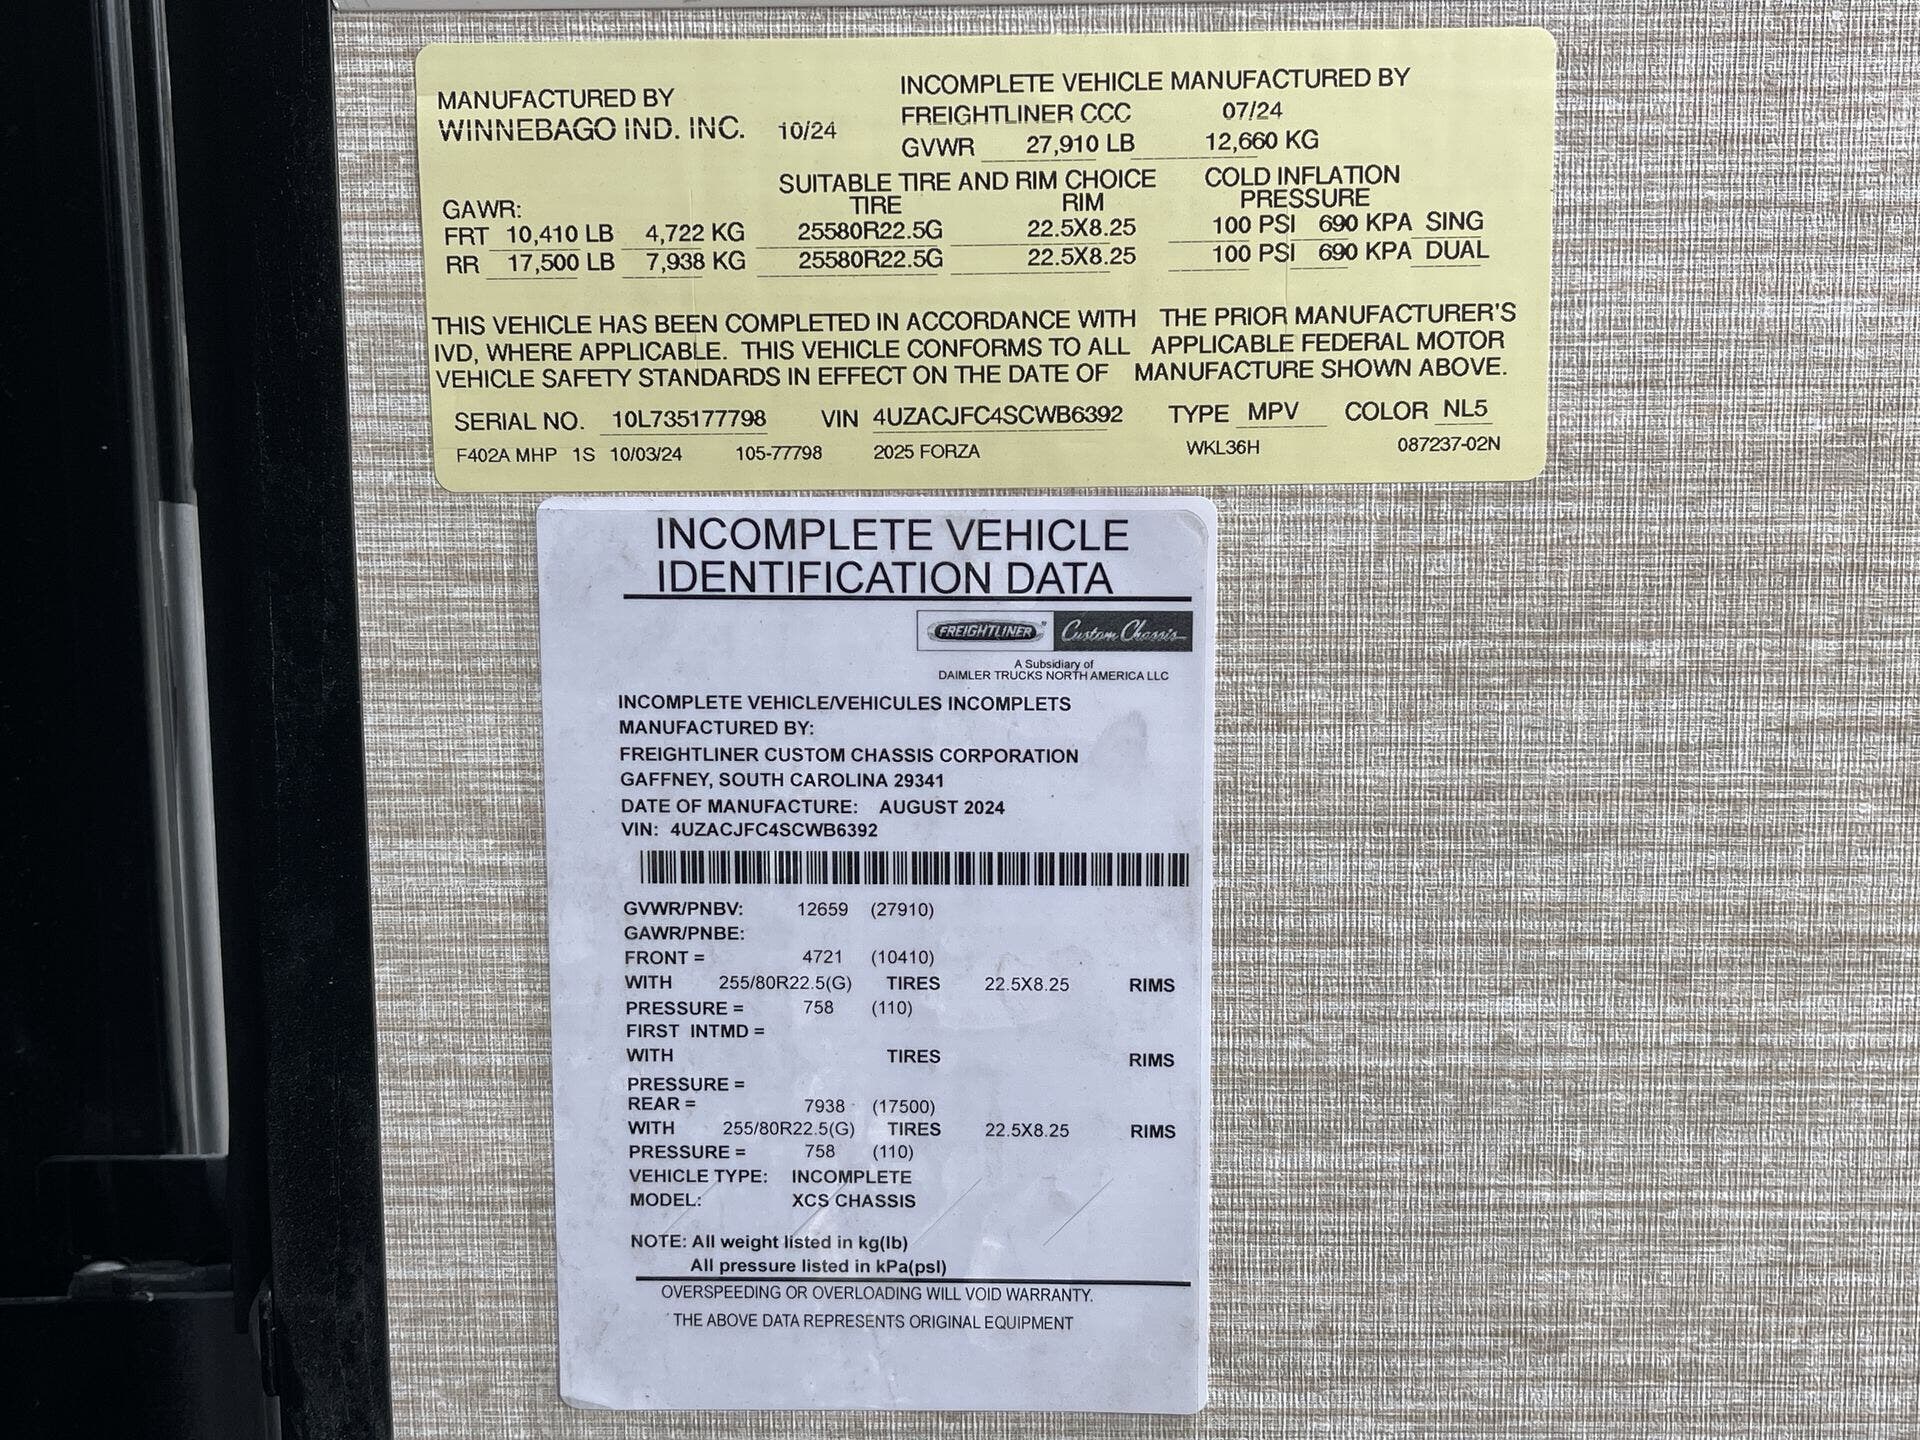 MANUFACTURED BY
WINNEBAGO IND. INC. 10/24
INCOMPLETE VEHICLE MANUFACTURED BY
FREIGHTLINER CCC 07/24
GVWR 27,910 LB 12,660 KG
SUITABLE TIRE AND RIM CHOICE COLD INFLATION
GAWR: TIRE RIM PRESSURE
FRT 10,410 LB 4,722 KG 25580R22.5G 22.5X8.25 100 PSI 690 KPA SING
RR 17,500 LB 7,938 KG 25580R22.5G 22.5X8.25 100 PSI 690 KPA DUAL
THIS VEHICLE HAS BEEN COMPLETED IN ACCORDANCE WITH THE PRIOR MANUFACTURER'S
IVD, WHERE APPLICABLE. THIS VEHICLE CONFORMS TO ALL APPLICABLE FEDERAL MOTOR
VEHICLE SAFETY STANDARDS IN EFFECT ON THE DATE OF MANUFACTURE SHOWN ABOVE.
SERIAL NO. 10L735177798 VIN 4UZACJFC4SCWB6392 TYPE MPV COLOR NL5
F402A MHP 1S 10/03/24 105-77798 2025 FORZA WKL36H 087237-02N
INCOMPLETE VEHICLE
IDENTIFICATION DATA
FREIGHTLINER Custom Chassis
A Subsidiary of
DAIMLER TRUCKS NORTH AMERICA LLC
INCOMPLETE VEHICLE/VEHICULES INCOMPLETS
MANUFACTURED BY:
FREIGHTLINER CUSTOM CHASSIS CORPORATION
GAFFNEY, SOUTH CAROLINA 29341
DATE OF MANUFACTURE: AUGUST 2024
VIN: 4UZACJFC4SCWB6392
GVWR/PNBV: 12659 (27910)
GAWR/PNBE:
FRONT = 4721 (10410)
WITH 255/80R22.5(G) TIRES 22.5X8.25 RIMS
PRESSURE = 758 (110)
FIRST INTMD =
WITH TIRES RIMS
PRESSURE =
REAR = 7938 (17500)
WITH 255/80R22.5(G) TIRES 22.5X8.25 RIMS
PRESSURE = 758 (110)
VEHICLE TYPE: INCOMPLETE
MODEL: XCS CHASSIS
NOTE: All weight listed in kg(lb)
All pressure listed in kPa(psl)
OVERSPEEDING OR OVERLOADING WILL VOID WARRANTY.
THE ABOVE DATA REPRESENTS ORIGINAL EQUIPMENT